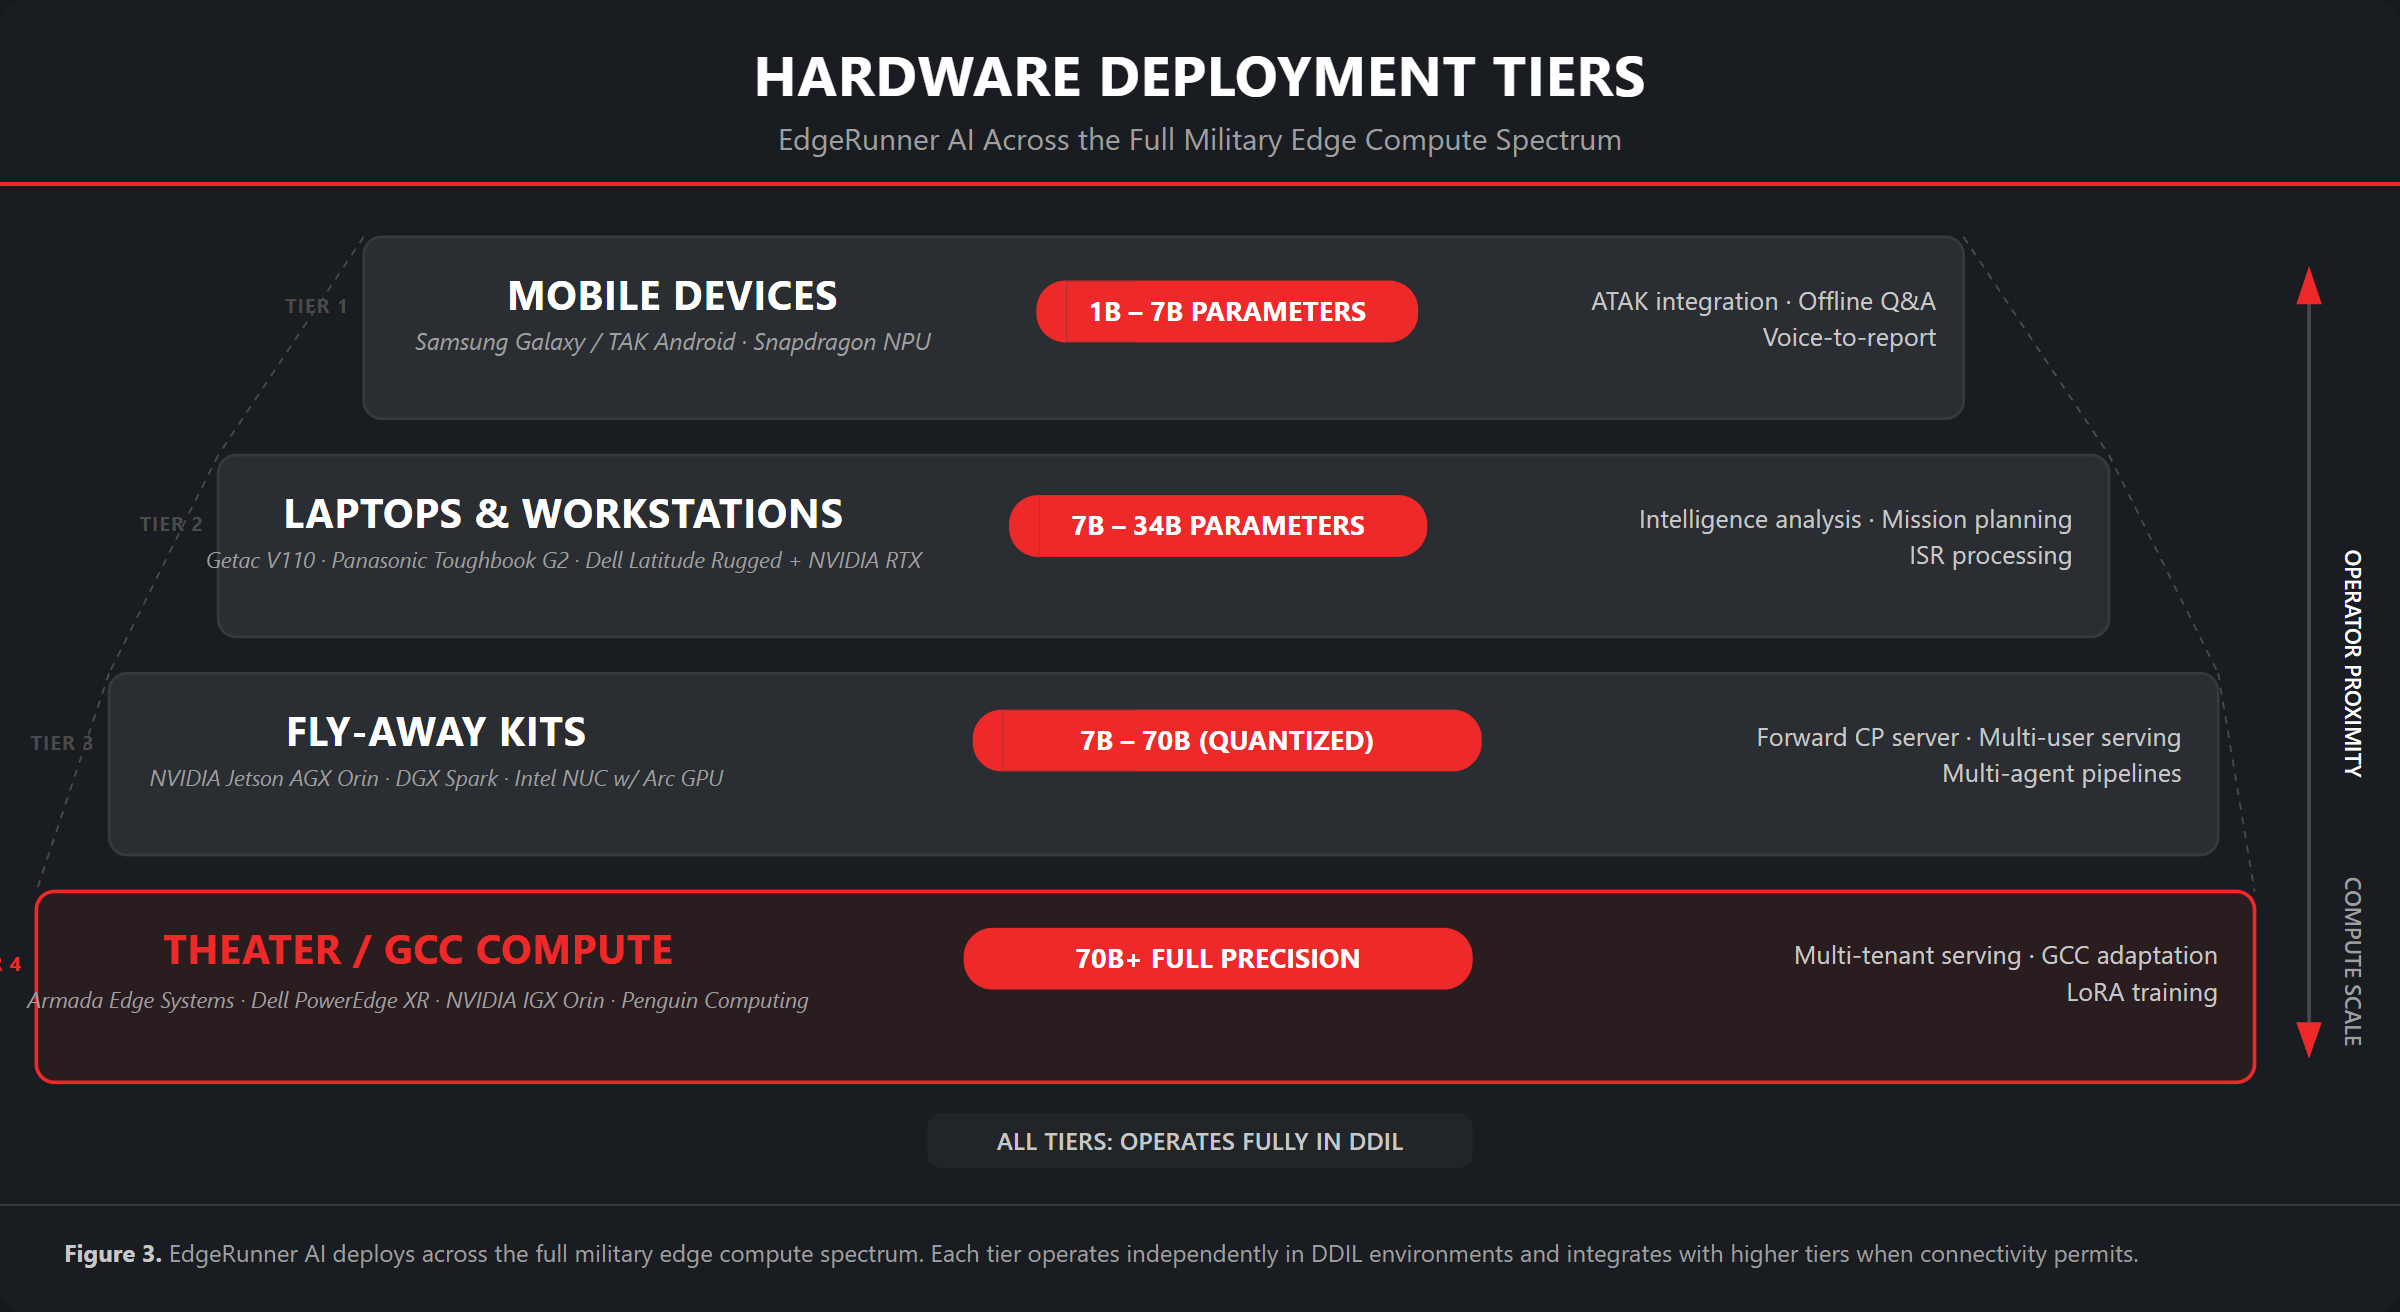 HARDWARE DEPLOYMENT TIERS
EdgeRunner AI Across the Full Military Edge Compute Spectrum
TIER 1
MOBILE DEVICES
Samsung Galaxy / TAK Android · Snapdragon NPU
1B – 7B PARAMETERS
ATAK integration · Offline Q&A
Voice-to-report
TIER 2
LAPTOPS & WORKSTATIONS
Getac V110 · Panasonic Toughbook G2 · Dell Latitude Rugged + NVIDIA RTX
7B – 34B PARAMETERS
Intelligence analysis · Mission planning
ISR processing
TIER 3
FLY-AWAY KITS
NVIDIA Jetson AGX Orin · DGX Spark · Intel NUC w/ Arc GPU
7B – 70B (QUANTIZED)
Forward CP server · Multi-user serving
Multi-agent pipelines
R 4
THEATER / GCC COMPUTE
Armada Edge Systems · Dell PowerEdge XR · NVIDIA IGX Orin · Penguin Computing
70B+ FULL PRECISION
Multi-tenant serving · GCC adaptation
LoRA training
OPERATOR PROXIMITY
COMPUTE SCALE
ALL TIERS: OPERATES FULLY IN DDIL
Figure 3. EdgeRunner AI deploys across the full military edge compute spectrum. Each tier operates independently in DDIL environments and integrates with higher tiers when connectivity permits.